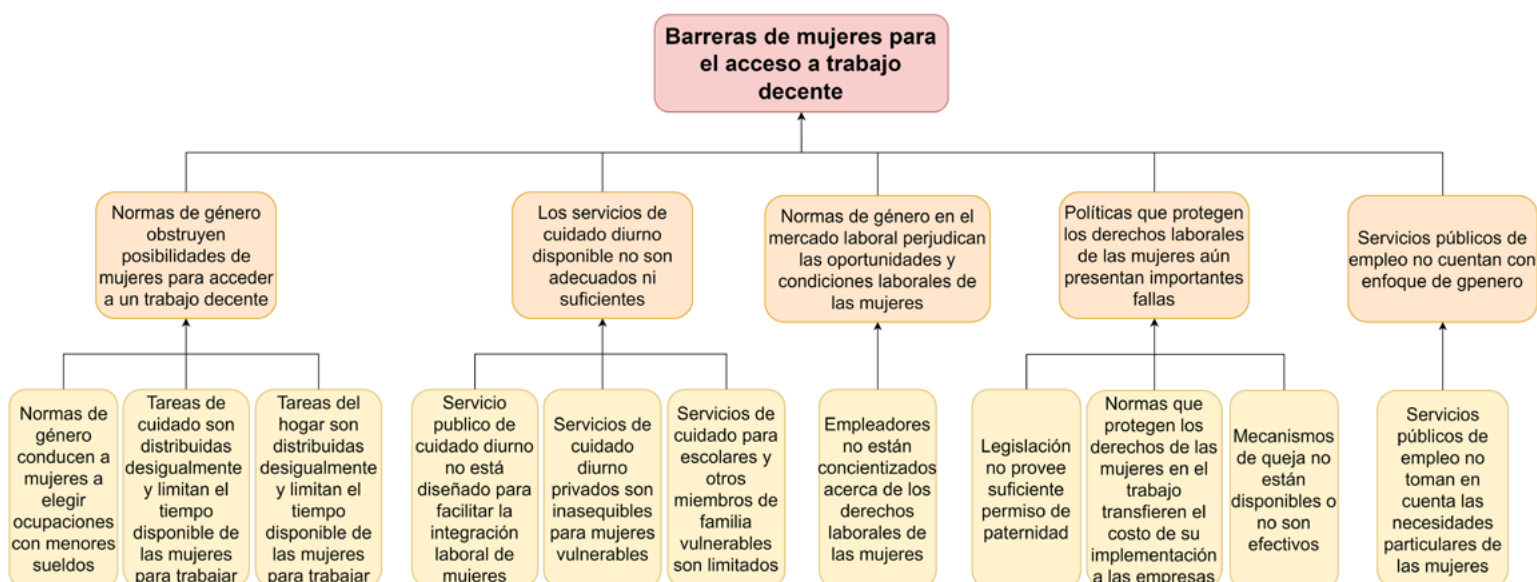 Barreras de mujeres para
el acceso a trabajo
decente
Normas de género
obstruyen
posibilidades de
mujeres para acceder
a un trabajo decente
Los servicios de
cuidado diurno
disponible no son
adecuados ni
suficientes
Normas de género en el
mercado laboral perjudican
las oportunidades y
condiciones laborales de
las mujeres
Políticas que protegen
los derechos laborales
de las mujeres aún
presentan importantes
fallas
Servicios públicos de
empleo no cuentan con
enfoque de gpenero
Normas de
género
conducen a
mujeres a
elegir
ocupaciones
con menores
sueldos
Tareas de
cuidado son
distribuidas
desigualmente
y limitan el
tiempo
disponible de
las mujeres
para trabajar
Tareas del
hogar son
distribuidas
desigualmente
y limitan el
tiempo
disponible de
las mujeres
para trabajar
Servicio
publico de
cuidado diurno
no está
diseñado para
facilitar la
integración
laboral de
mujeres
Servicios de
cuidado
diurno
privados son
inasequibles
para mujeres
vulnerables
Servicios de
cuidado para
escolares y
otros
miembros de
familia
vulnerables
son limitados
Empleadores
no están
concientizados
acerca de los
derechos
laborales de
las mujeres
Legislación
no provee
suficiente
permiso de
paternidad
Normas que
protegen los
derechos de las
mujeres en el
trabajo
transfieren el
costo de su
implementación
a las empresas
Mecanismos
de queja no
están
disponibles o
no son
efectivos
Servicios
públicos de
empleo no
toman en
cuenta las
necesidades
particulares de
las mujeres